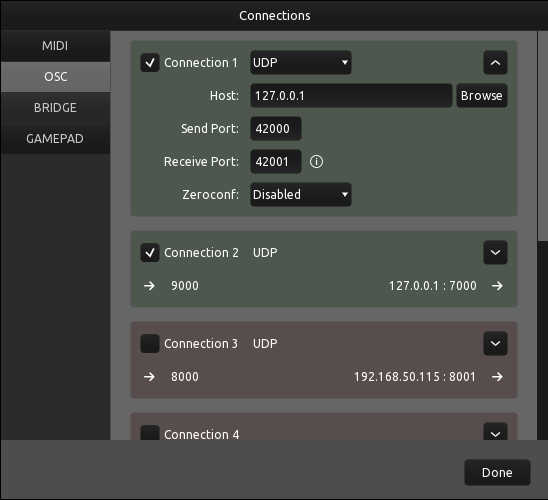 Connections
MIDI
OSC
BRIDGE
GAMEPAD
Connection 1 UDP
Host: 127.0.0.1 Browse
Send Port: 42000
Receive Port: 42001
Zeroconf: Disabled
Connection 2 UDP
→ 9000 127.0.0.1 : 7000 →
Connection 3 UDP
→ 8000 192.168.50.115 : 8001 →
Connection 4
Done